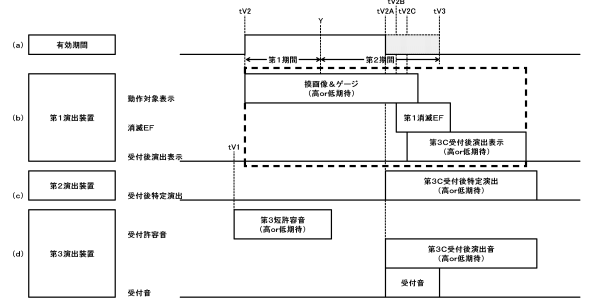 tV2B
tV2 Y tV2A tV2C tV3
(a) 有効期間
第1期間 第2期間
(b) 第1演出装置
動作対象表示
操画像&ゲージ
(高or低期待)
消滅EF
第1消滅EF
受付後演出表示
第3C受付後演出表示
(高or低期待)
tV1
(c) 第2演出装置
受付後特定演出
第3C受付後特定演出
(高or低期待)
(d) 第3演出装置
受付許容音
第3短許容音
(高or低期待)
第3C受付後演出音
(高or低期待)
受付音
受付音